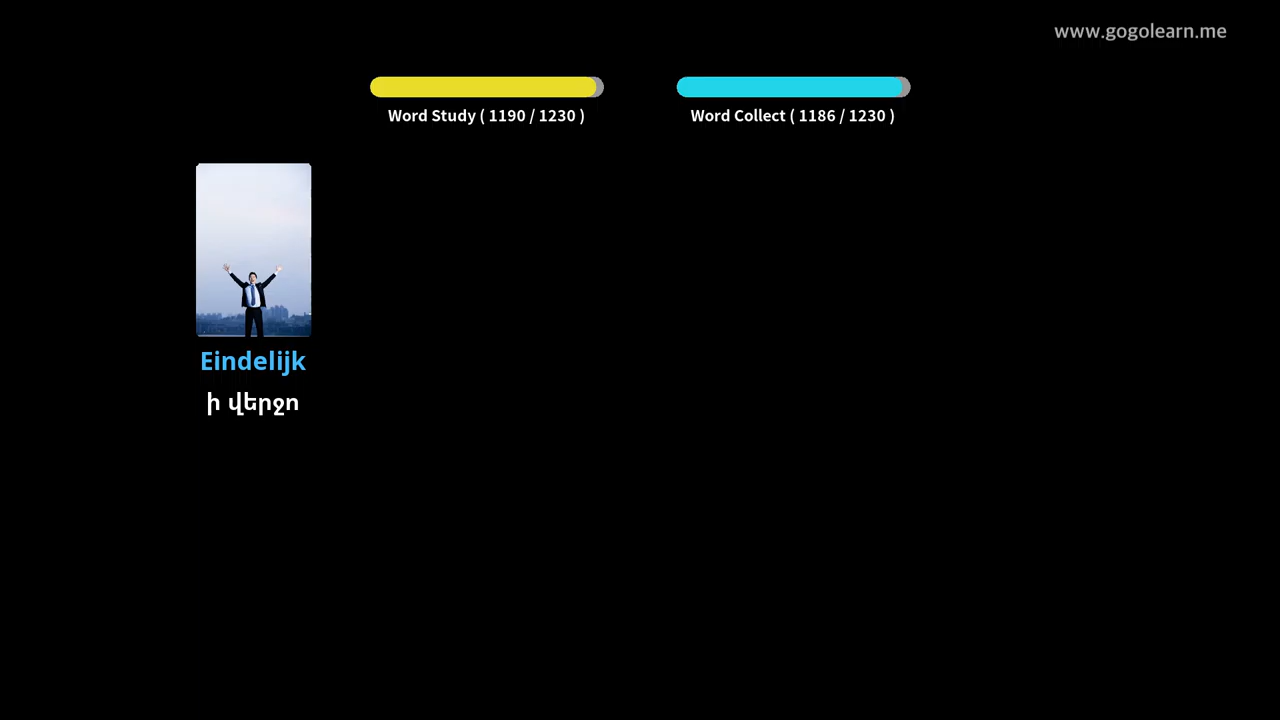 www.gogolearn.me
Word Study ( 1190 / 1230 )
Word Collect ( 1186 / 1230 )
Eindelijk
ի վերջո